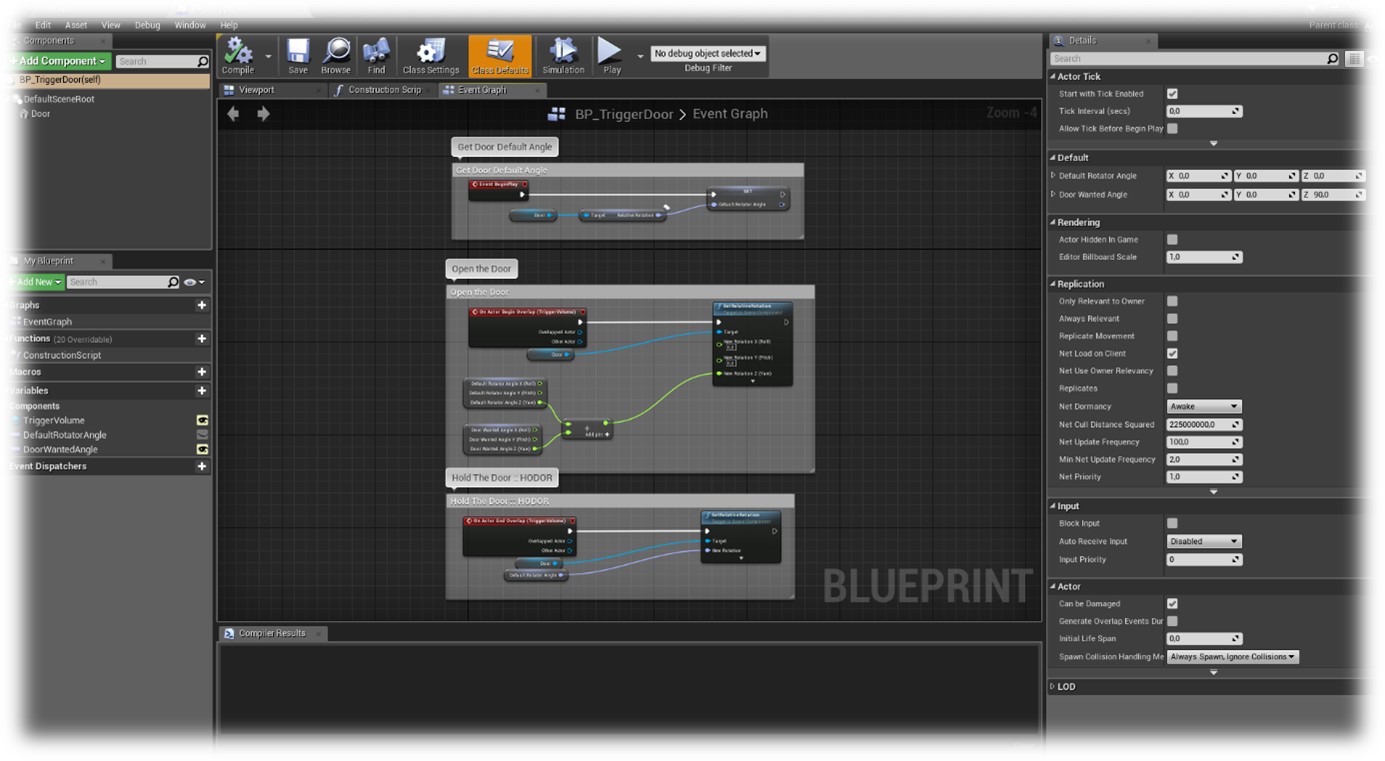 Edit Asset View Debug Window Help
Parent class:
Components
+ Add Component
Search
BP_TriggerDoor(self)
DefaultSceneRoot
Door
My Blueprint
Add New
Search
Graphs
EventGraph
Functions (20 Overridable)
ConstructionScript
Macros
Variables
Components
TriggerVolume
DefaultRotatorAngle
DoorWantedAngle
Event Dispatchers
Compile
Save
Browse
Find
Class Settings
Class Defaults
Simulation
Play
No debug object selected
Debug Filter
Viewport
Construction Scrip
Event Graph
BP_TriggerDoor > Event Graph
Zoom -4
Get Door Default Angle
Get Door Default Angle
Event BeginPlay
SET
Door
Target Relative Rotation
Default Rotator Angle
Open the Door
Open the Door
On Actor Begin Overlap (TriggerVolume)
Overlapped Actor
Other Actor
Door
SetRelativeRotation
Target is Scene Component
Target
New Rotation X (Roll)
0.0
New Rotation Y (Pitch)
0.0
New Rotation Z (Yaw)
Default Rotator Angle X (Roll)
Default Rotator Angle Y (Pitch)
Default Rotator Angle Z (Yaw)
Door Wanted Angle X (Roll)
Door Wanted Angle Y (Pitch)
Door Wanted Angle Z (Yaw)
+
Add pin +
Hold The Door :: HODOR
Hold The Door :: HODOR
On Actor End Overlap (TriggerVolume)
Overlapped Actor
Other Actor
Door
Default Rotator Angle
SetRelativeRotation
Target is Scene Component
Target
New Rotation
BLUEPRINT
Compiler Results
Details
Search
Actor Tick
Start with Tick Enabled
Tick Interval (secs) 0,0
Allow Tick Before Begin Play
Default
Default Rotator Angle X 0,0 Y 0,0 Z 0,0
Door Wanted Angle X 0,0 Y 0,0 Z 90,0
Rendering
Actor Hidden In Game
Editor Billboard Scale 1,0
Replication
Only Relevant to Owner
Always Relevant
Replicate Movement
Net Load on Client
Net Use Owner Relevancy
Replicates
Net Dormancy Awake
Net Cull Distance Squared 225000000,0
Net Update Frequency 100,0
Min Net Update Frequency 2,0
Net Priority 1,0
Input
Block Input
Auto Receive Input Disabled
Input Priority 0
Actor
Can be Damaged
Generate Overlap Events Dur
Initial Life Span 0,0
Spawn Collision Handling Me Always Spawn, Ignore Collisions
LOD